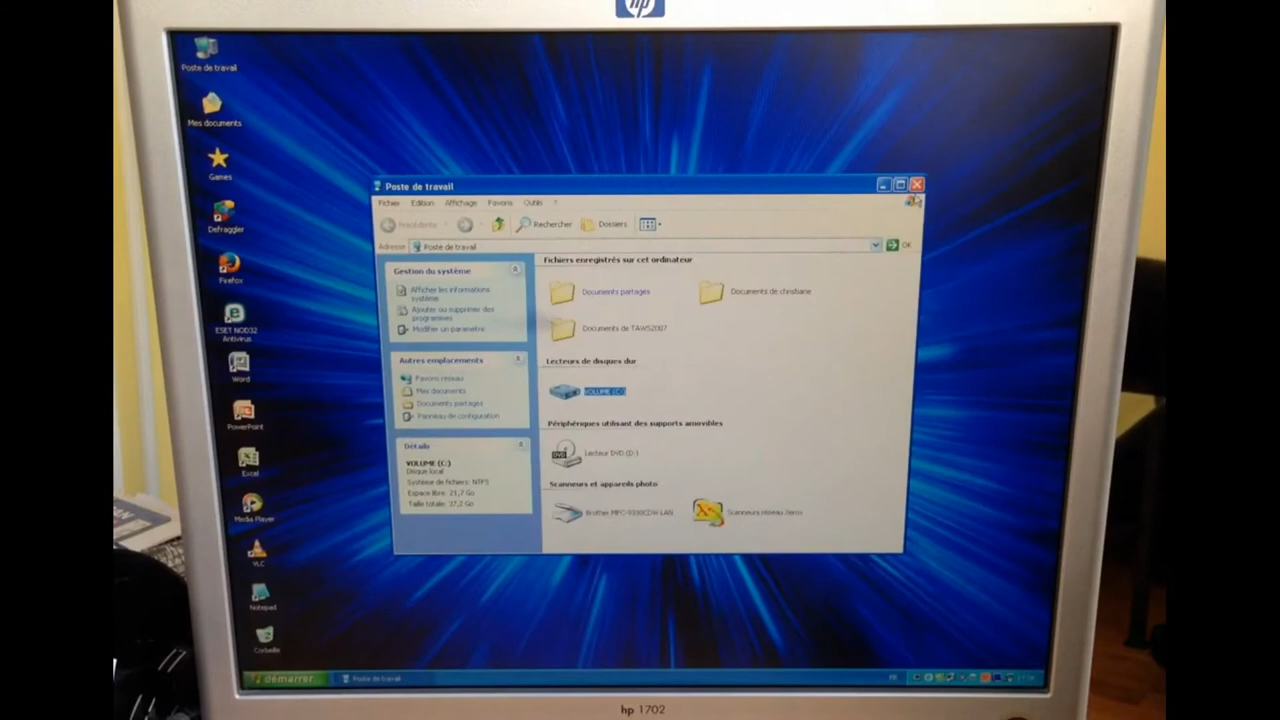 hp
Poste de travail
Mes documents
Games
Defraggler
Firefox
ESET NOD32
Antivirus
Word
PowerPoint
Excel
Media Player
VLC
Notepad
Corbeille
Poste de travail
Fichier Edition Affichage Favoris Outils ?
Précédente
Rechercher
Dossiers
Adresse
Poste de travail
OK
Gestion du système
Afficher les informations
système
Ajouter ou supprimer des
programmes
Modifier un paramètre
Autres emplacements
Favoris réseau
Mes documents
Documents partagés
Panneau de configuration
Détails
VOLUME (C:)
Disque local
Système de fichiers: NTFS
Espace libre: 21,7 Go
Taille totale: 37,2 Go
Fichiers enregistrés sur cet ordinateur
Documents partagés
Documents de christiane
Documents de TAWS2007
Lecteurs de disques dur
VOLUME (C:)
Périphériques utilisant des supports amovibles
DVD
Lecteur DVD (D:)
Scanneurs et appareils photo
Brother MFC-9330CDW LAN
Scanneurs réseau Xerox
démarrer
Poste de travail
FR
hp 1702